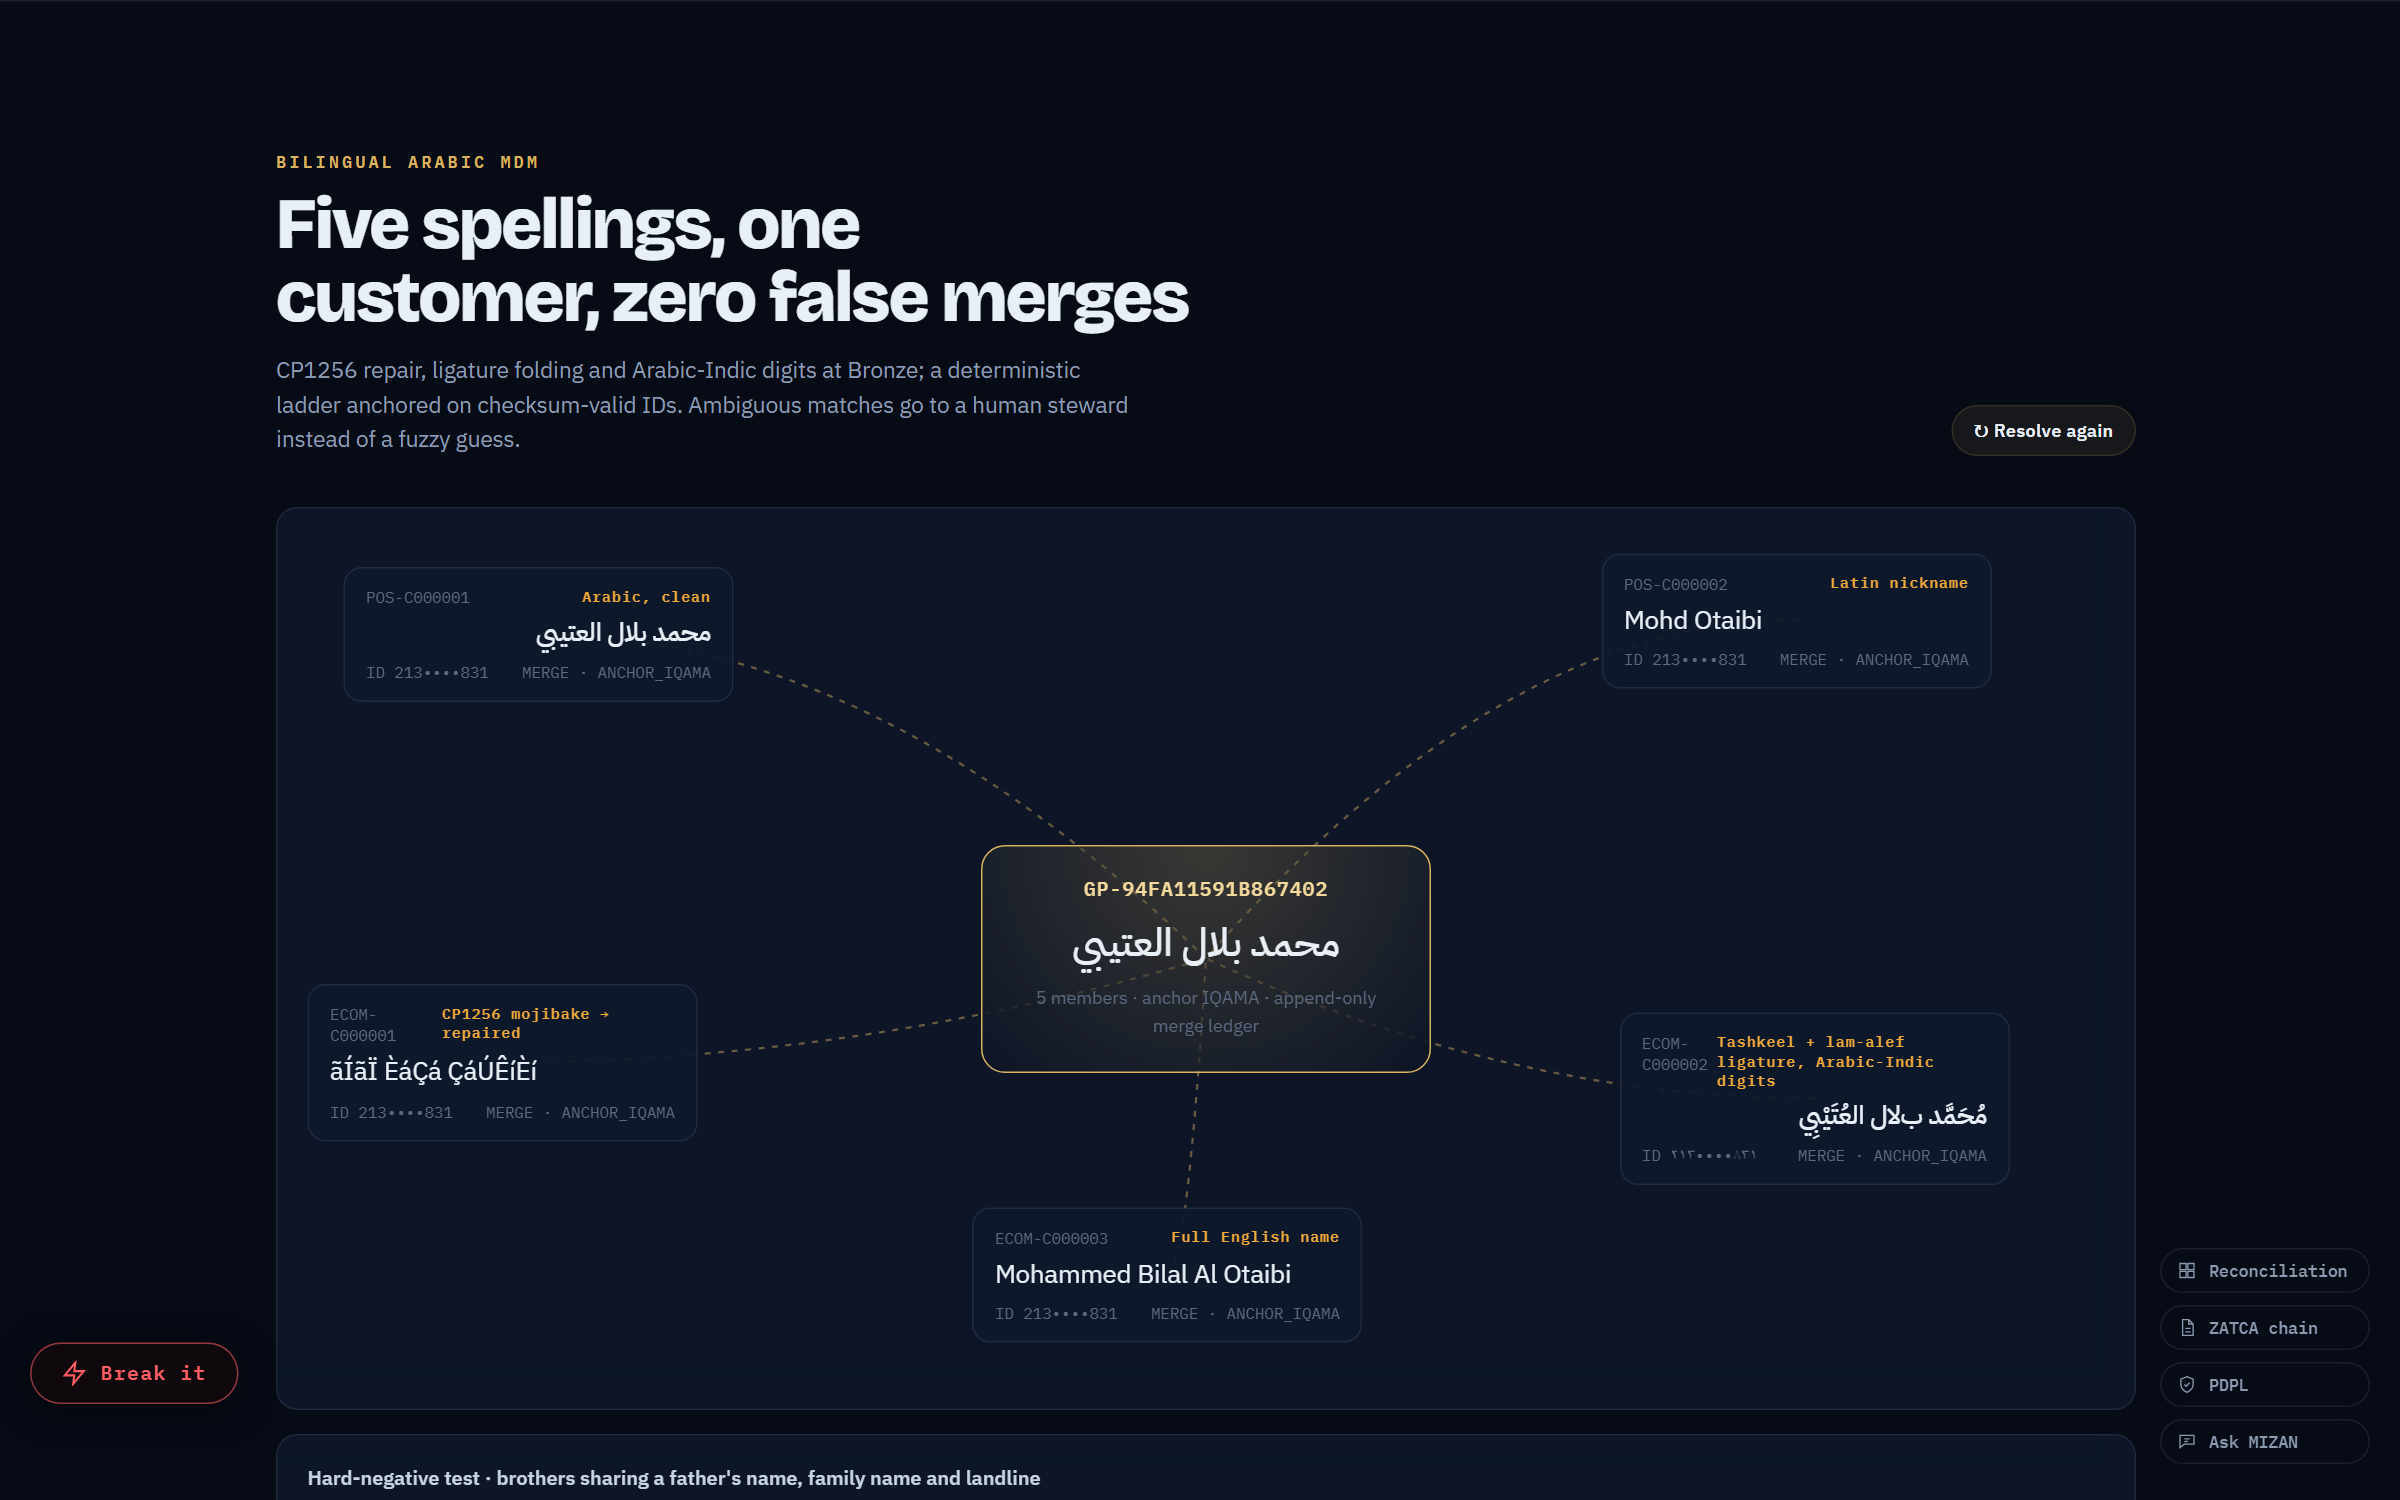 BILINGUAL ARABIC MDM
Five spellings, one
customer, zero false merges
CP1256 repair, ligature folding and Arabic-Indic digits at Bronze; a deterministic
ladder anchored on checksum-valid IDs. Ambiguous matches go to a human steward
instead of a fuzzy guess.
↻ Resolve again
POS-C000001 Arabic, clean
محمد بلال العتيبي
ID 213••••831 MERGE · ANCHOR_IQAMA
POS-C000002 Latin nickname
Mohd Otaibi
ID 213••••831 MERGE · ANCHOR_IQAMA
GP-94FA11591B867402
محمد بلال العتيبي
5 members · anchor IQAMA · append-only
merge ledger
ECOM-
C000001
CP1256 mojibake →
repaired
ãÍãÏ ÈáÇá ÇáÚÊíÈí
ID 213••••831 MERGE · ANCHOR_IQAMA
ECOM-
C000002
Tashkeel + lam-alef
ligature, Arabic-Indic
digits
مُحَمَّد بﻻل العُتَيْبِي
ID ٢١٣••••٨٣١ MERGE · ANCHOR_IQAMA
ECOM-C000003 Full English name
Mohammed Bilal Al Otaibi
ID 213••••831 MERGE · ANCHOR_IQAMA
Break it
Reconciliation
ZATCA chain
PDPL
Ask MIZAN
Hard-negative test · brothers sharing a father's name, family name and landline